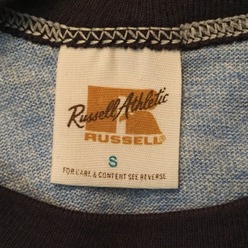 Russell Athletic
RUSSELL
S
FOR CARE & CONTENT SEE REVERSE